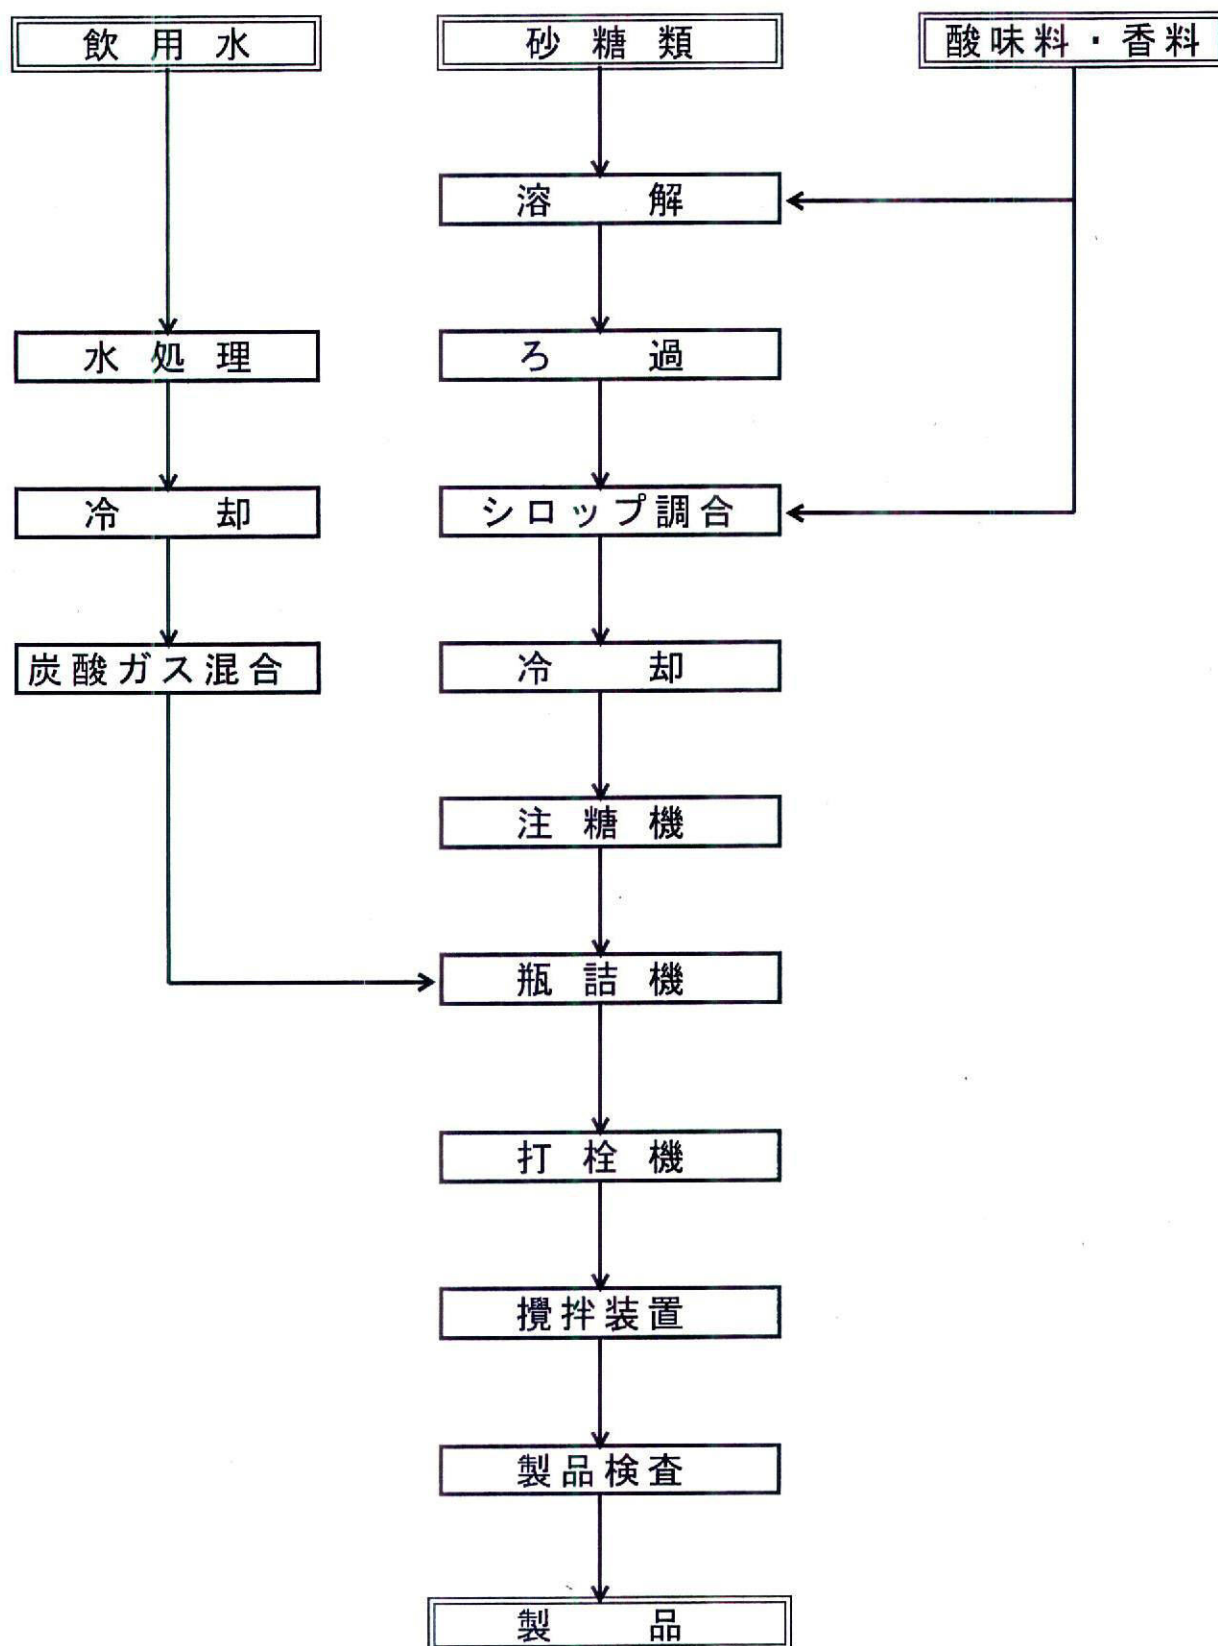 飲用水
砂糖類
酸味料・香料
溶解
水処理
ろ過
冷却
シロップ調合
炭酸ガス混合
冷却
注糖機
瓶詰機
打栓機
攪拌装置
製品検査
製品